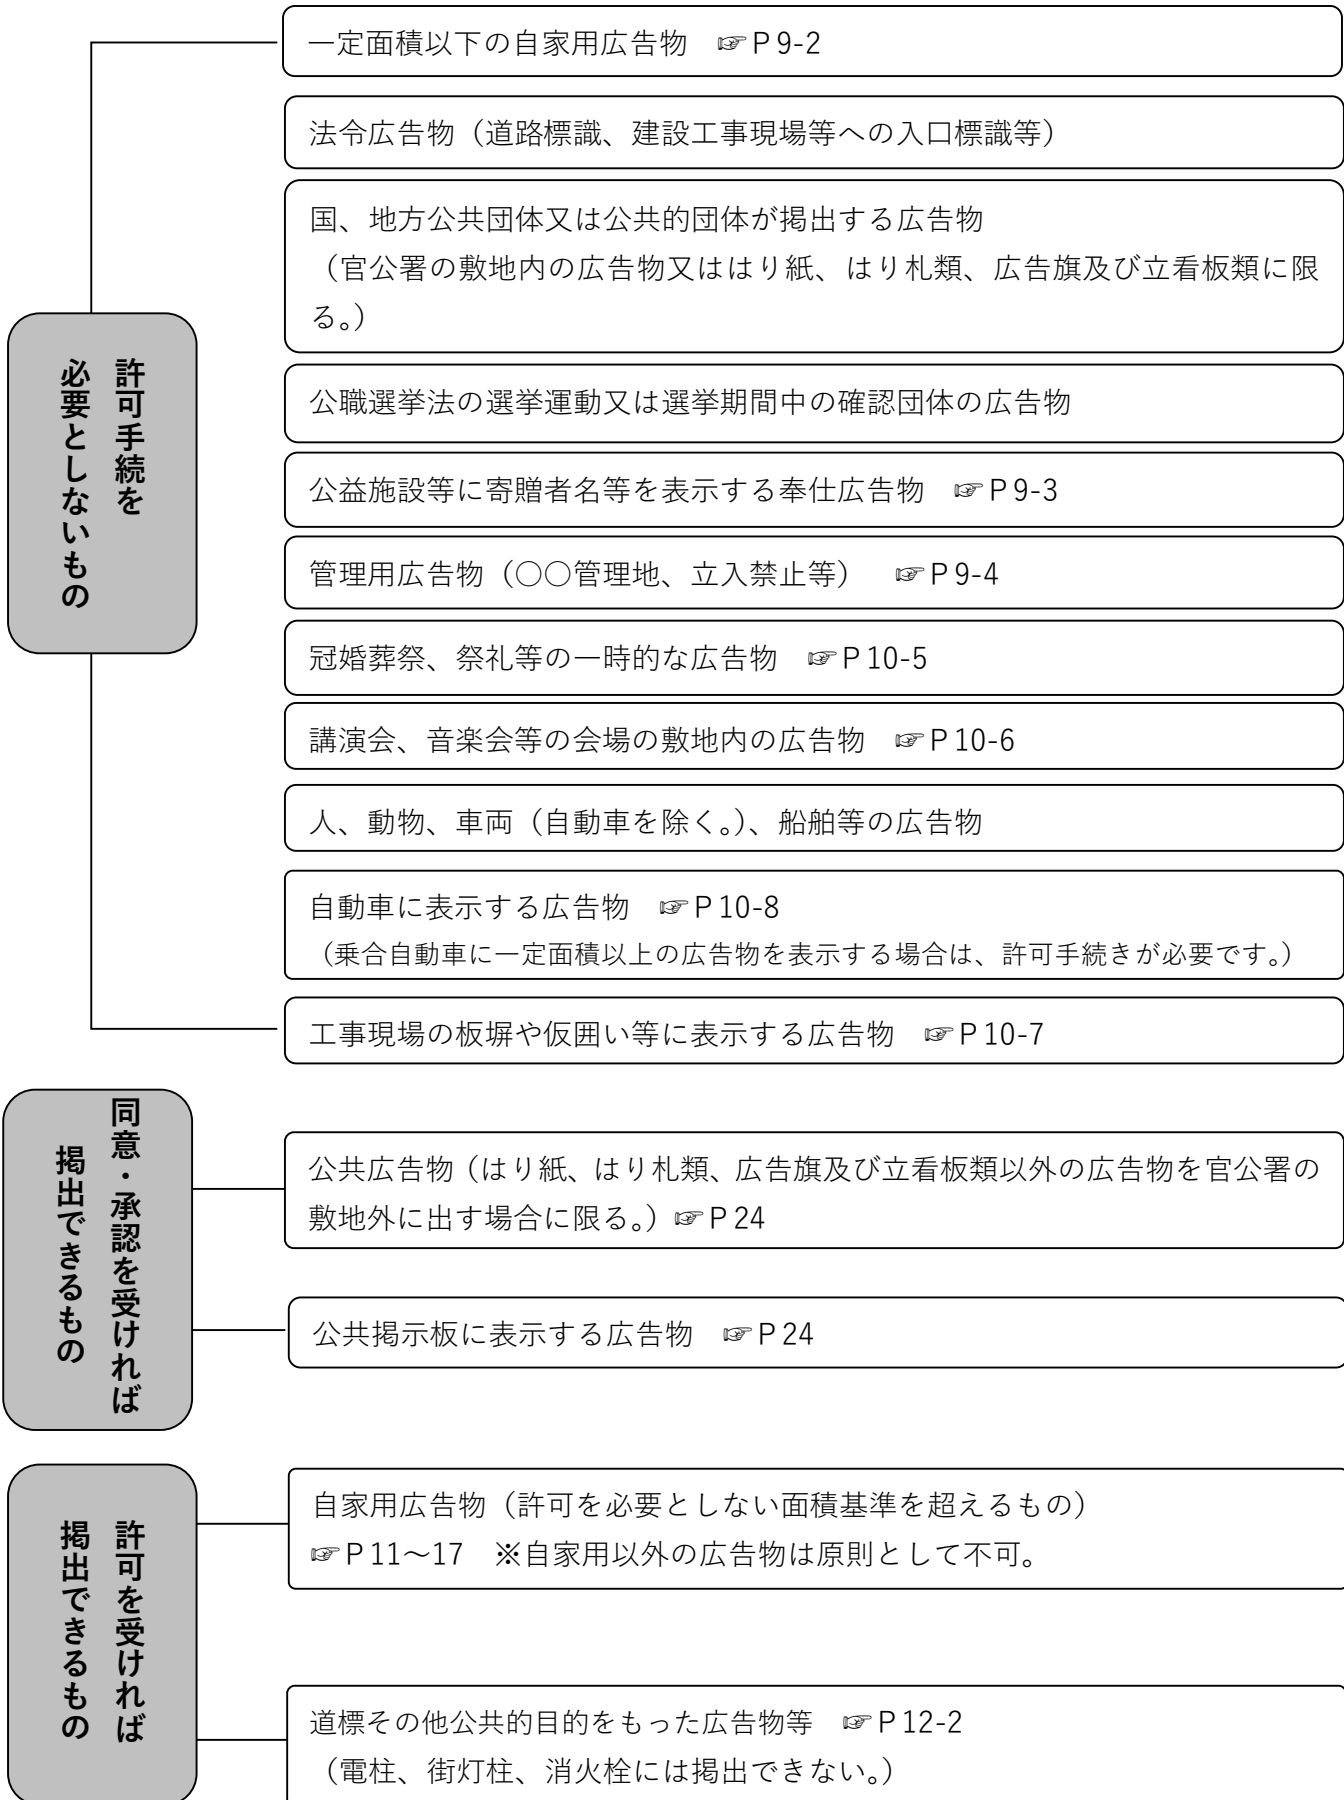 許可手続を
必要としないもの
一定面積以下の自家用広告物　☞Ｐ9-2
法令広告物（道路標識、建設工事現場等への入口標識等）
国、地方公共団体又は公共的団体が掲出する広告物
（官公署の敷地内の広告物又ははり紙、はり札類、広告旗及び立看板類に限
る。）
公職選挙法の選挙運動又は選挙期間中の確認団体の広告物
公益施設等に寄贈者名等を表示する奉仕広告物　☞Ｐ9-3
管理用広告物（○○管理地、立入禁止等）　☞Ｐ9-4
冠婚葬祭、祭礼等の一時的な広告物　☞Ｐ10-5
講演会、音楽会等の会場の敷地内の広告物　☞Ｐ10-6
人、動物、車両（自動車を除く。）、船舶等の広告物
自動車に表示する広告物　☞Ｐ10-8
（乗合自動車に一定面積以上の広告物を表示する場合は、許可手続きが必要です。）
工事現場の板塀や仮囲い等に表示する広告物　☞Ｐ10-7
同意・承認を受ければ
掲出できるもの
公共広告物（はり紙、はり札類、広告旗及び立看板類以外の広告物を官公署の
敷地外に出す場合に限る。）☞Ｐ24
公共掲示板に表示する広告物　☞Ｐ24
許可を受ければ
掲出できるもの
自家用広告物（許可を必要としない面積基準を超えるもの）
☞Ｐ11～17　※自家用以外の広告物は原則として不可。
道標その他公共的目的をもった広告物等　☞Ｐ12-2
（電柱、街灯柱、消火栓には掲出できない。）